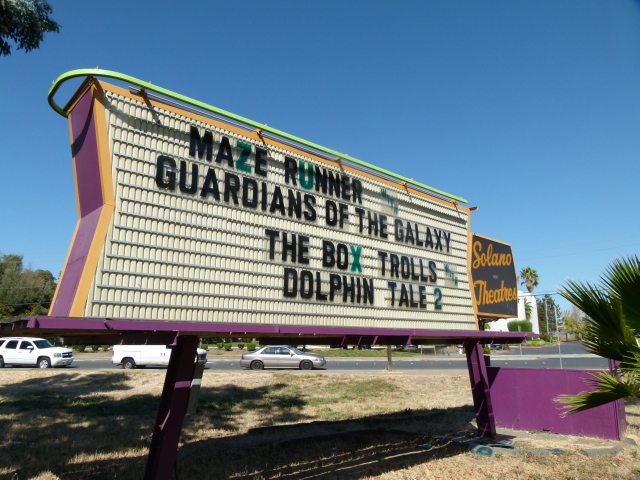 MAZE RUNNER
GUARDIANS OF THE GALAXY
THE BOX TROLLS
DOLPHIN TALE 2
Solano
Theatres